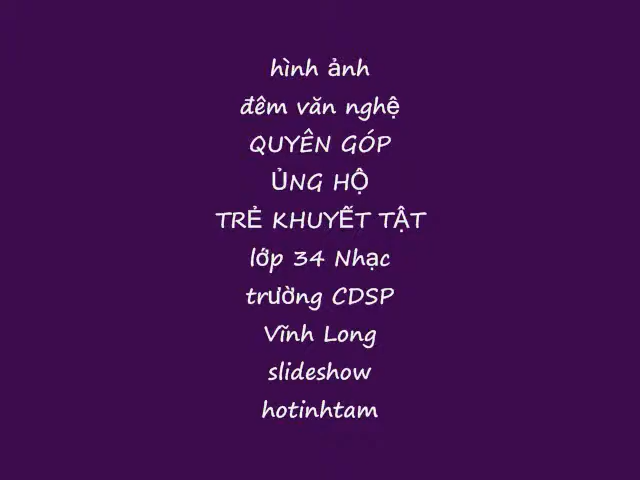 hình ảnh
đêm văn nghệ
QUYÊN GÓP
ỦNG HỘ
TRẺ KHUYẾT TẬT
lớp 34 Nhạc
trường CDSP
Vĩnh Long
slideshow
hotinhtam